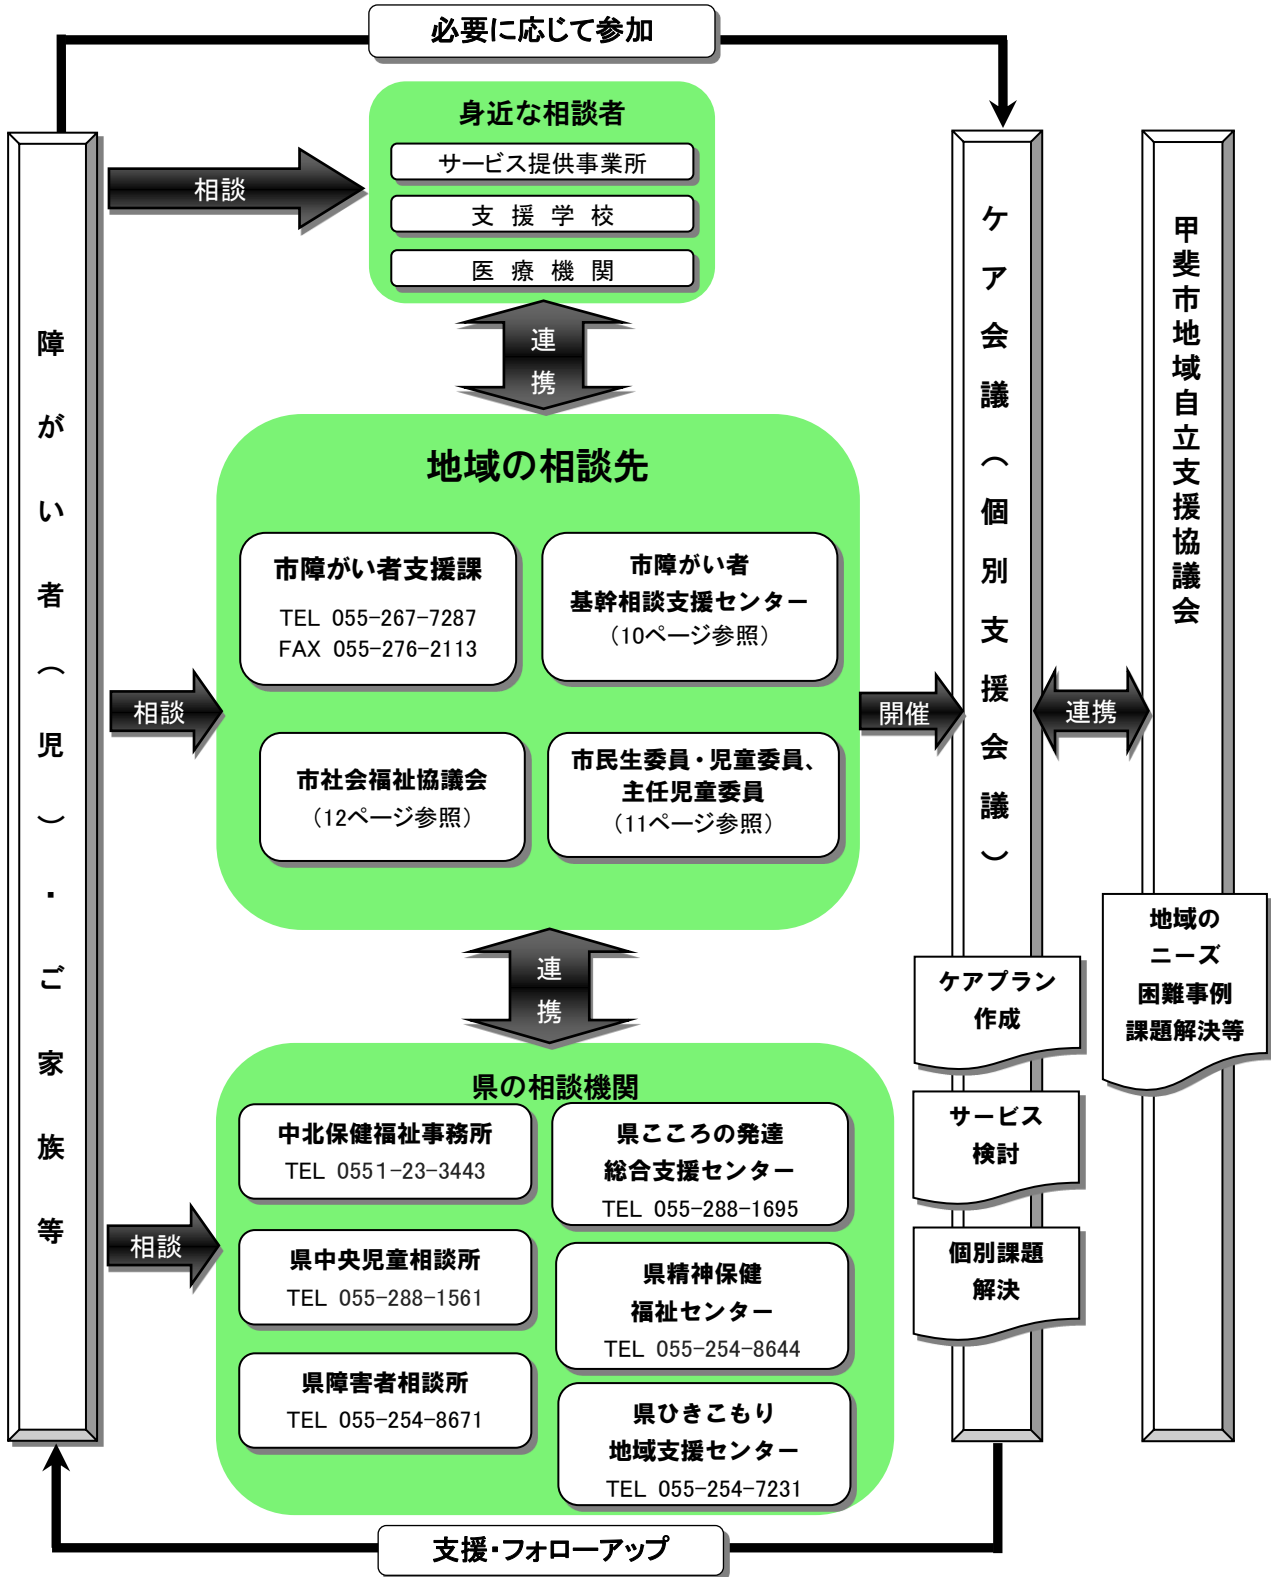 必要に応じて参加
障がい者（児）・ご家族等
相談
身近な相談者
サービス提供事業所
支援学校
医療機関
連
携
相談
地域の相談先
市障がい者支援課
TEL 055-267-7287
FAX 055-276-2113
市障がい者
基幹相談支援センター
（10ページ参照）
市社会福祉協議会
（12ページ参照）
市民生委員・児童委員、
主任児童委員
（11ページ参照）
連
携
相談
県の相談機関
中北保健福祉事務所
TEL 0551-23-3443
県中央児童相談所
TEL 055-288-1561
県障害者相談所
TEL 055-254-8671
県こころの発達
総合支援センター
TEL 055-288-1695
県精神保健
福祉センター
TEL 055-254-8644
県ひきこもり
地域支援センター
TEL 055-254-7231
開催
ケア会議（個別支援会議）
ケアプラン
作成
サービス
検討
個別課題
解決
連携
甲斐市地域自立支援協議会
地域の
ニーズ
困難事例
課題解決等
支援・フォローアップ